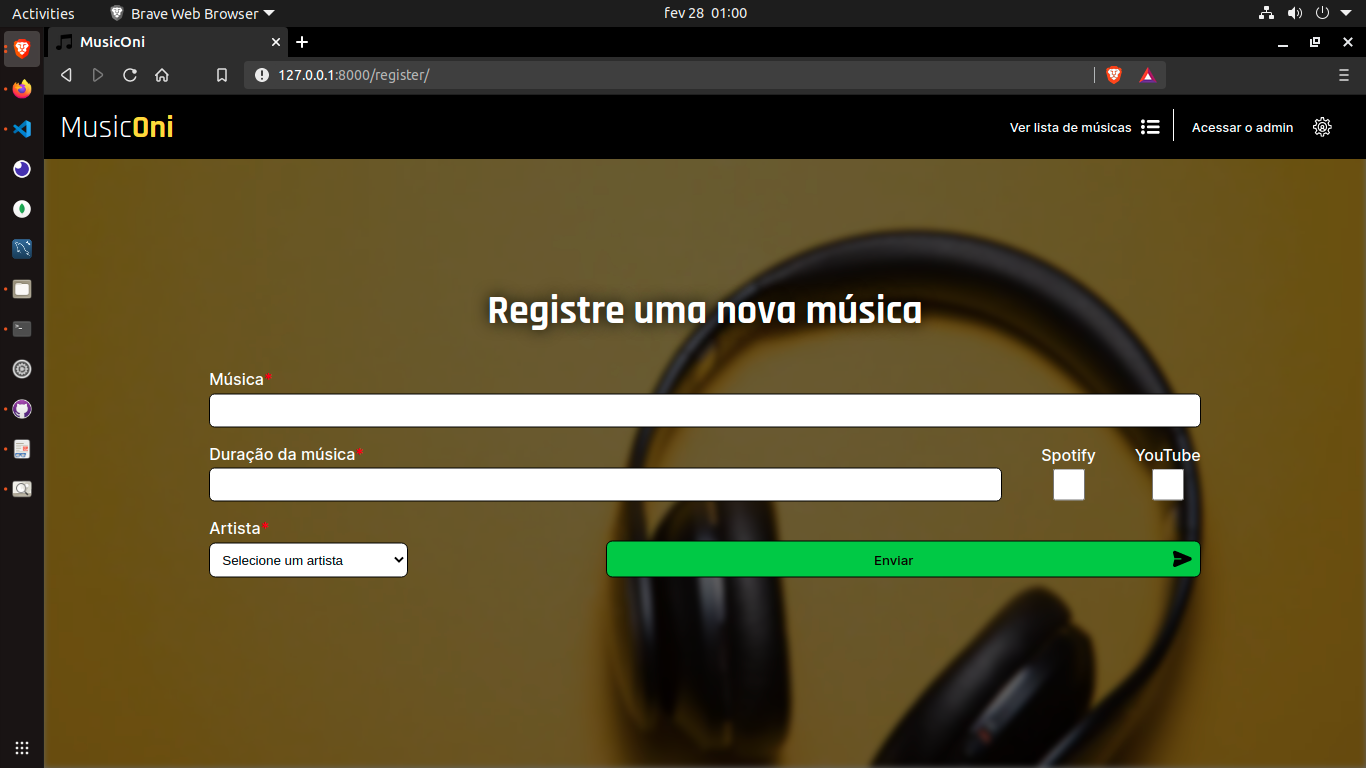 Activities
Brave Web Browser
fev 28 01:00
MusicOni
127.0.0.1:8000/register/
MusicOni
Ver lista de músicas
Acessar o admin
Registre uma nova música
Música*
Duração da música*
Spotify
YouTube
Artista*
Selecione um artista
Enviar